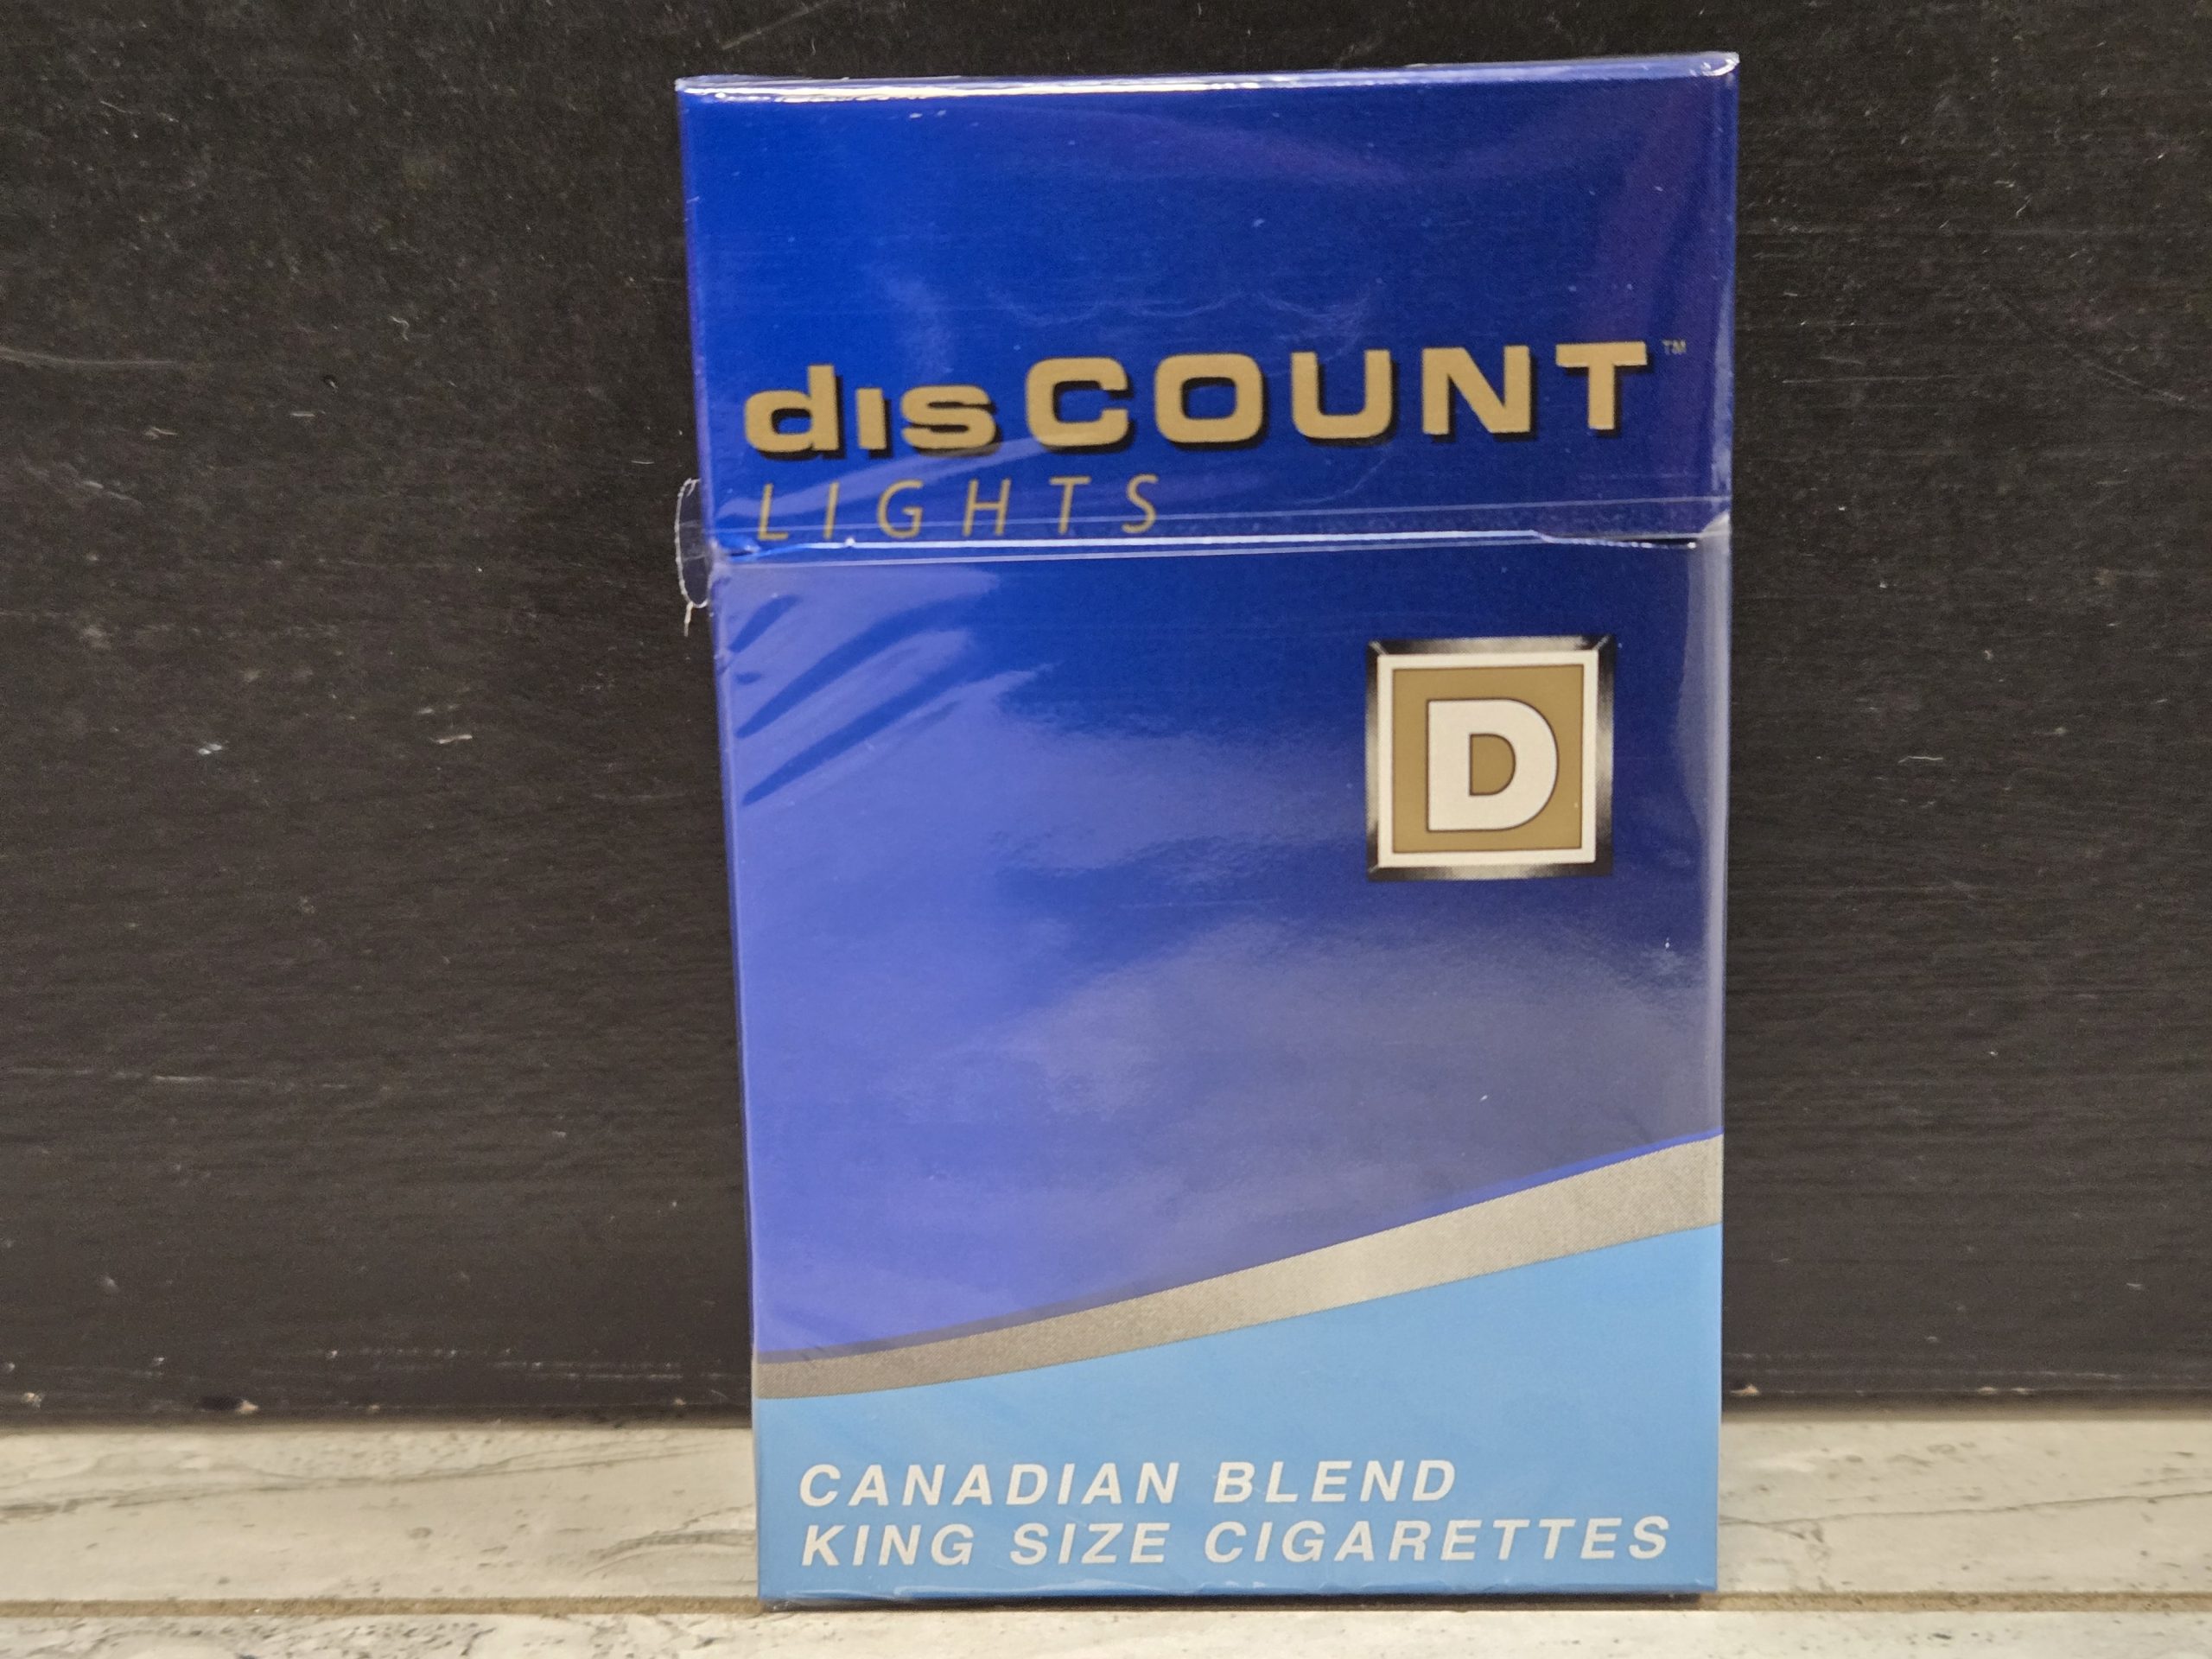 disCOUNT™
LIGHTS
D
CANADIAN BLEND
KING SIZE CIGARETTES